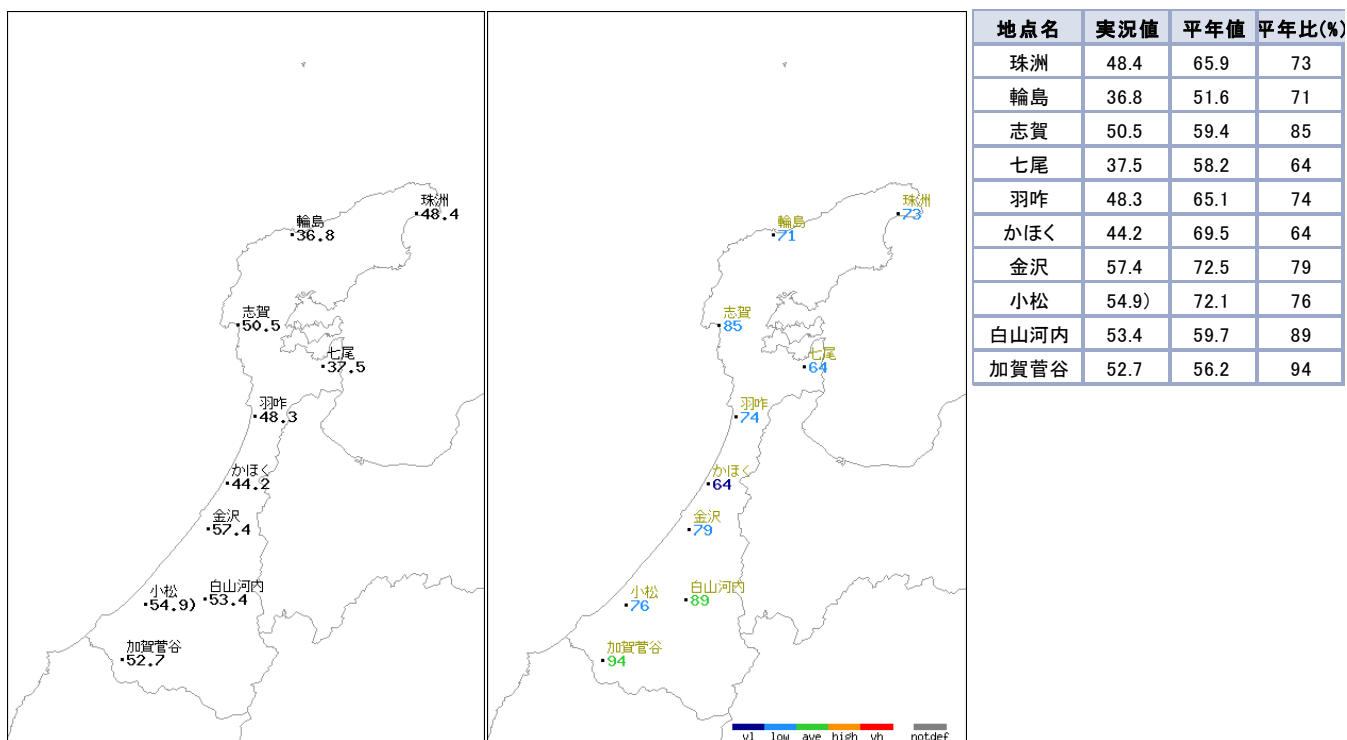 珠洲
48.4
輪島
36.8
志賀
50.5
七尾
37.5
羽咋
48.3
かほく
44.2
金沢
57.4
白山河内
53.4
小松
54.9)
加賀菅谷
52.7
珠洲
73
輪島
71
志賀
85
七尾
64
羽咋
74
かほく
64
金沢
79
白山河内
89
小松
76
加賀菅谷
94
vl low ave high vh notdef
地点名 実況値 平年値 平年比(%)
珠洲 48.4 65.9 73
輪島 36.8 51.6 71
志賀 50.5 59.4 85
七尾 37.5 58.2 64
羽咋 48.3 65.1 74
かほく 44.2 69.5 64
金沢 57.4 72.5 79
小松 54.9) 72.1 76
白山河内 53.4 59.7 89
加賀菅谷 52.7 56.2 94